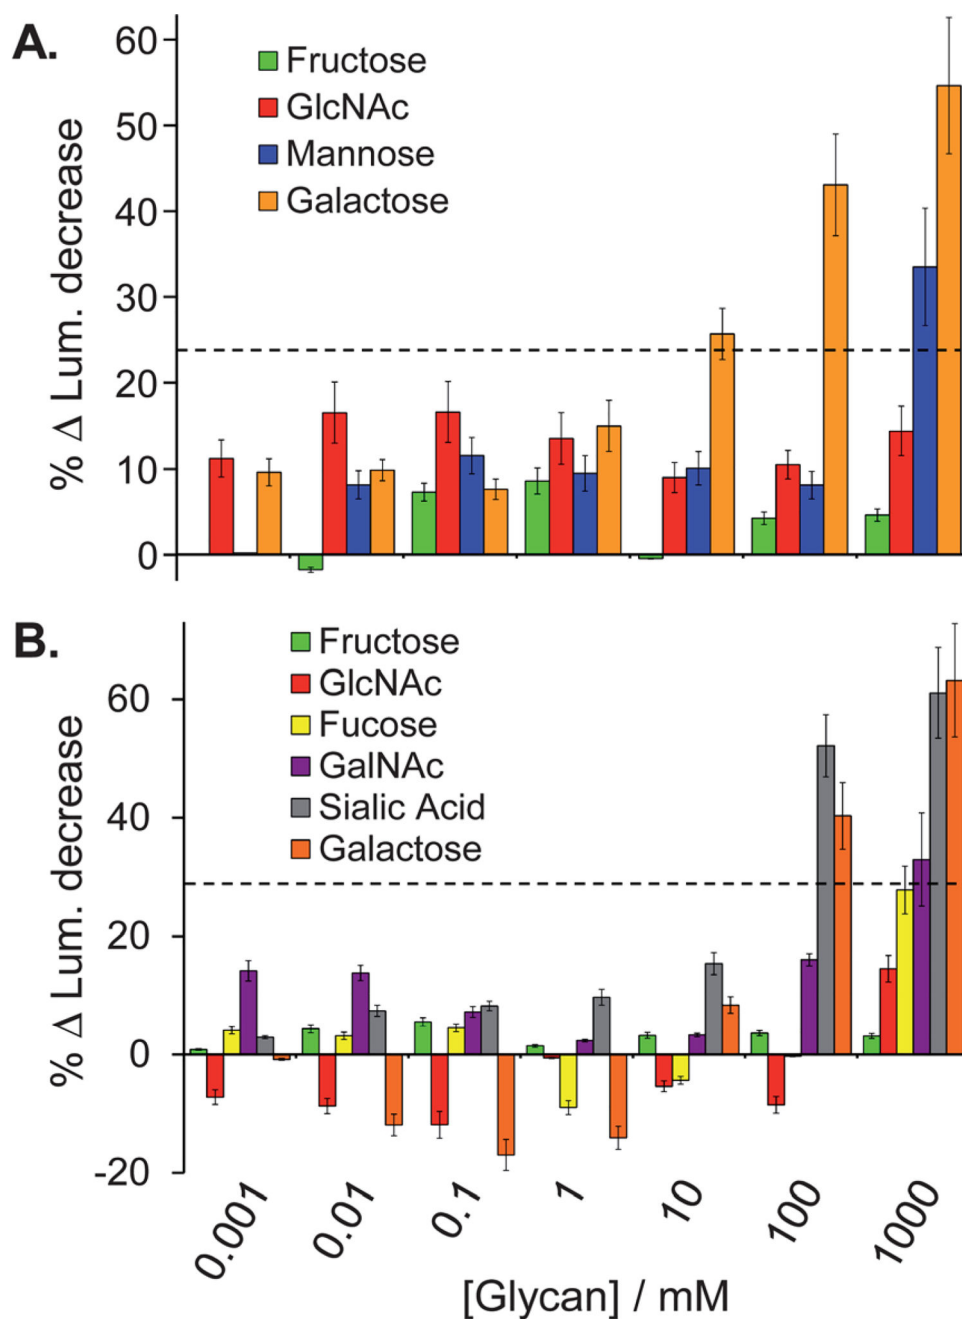 A.
% Δ Lum. decrease
60
50
40
30
20
10
0
Fructose
GlcNAc
Mannose
Galactose
B.
% Δ Lum. decrease
60
40
20
0
-20
Fructose
GlcNAc
Fucose
GalNAc
Sialic Acid
Galactose
0.001
0.01
0.1
1
10
100
1000
[Glycan] / mM